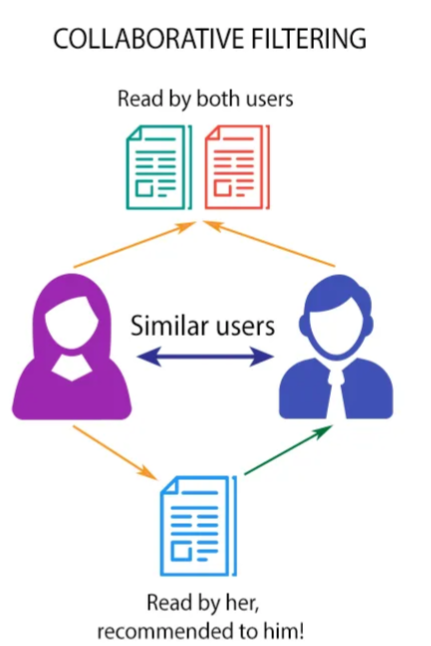 COLLABORATIVE FILTERING
Read by both users
Similar users
Read by her,
recommended to him!